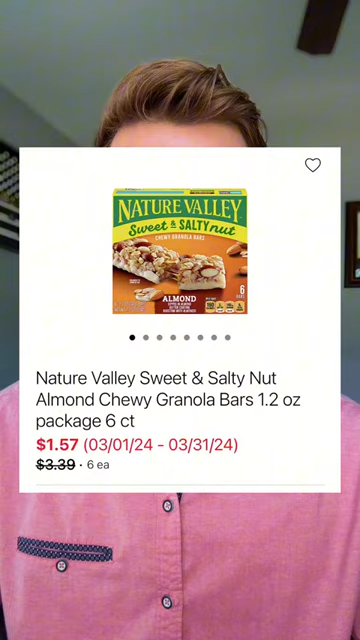 NATURE VALLEY
Sweet & SALTY nut
CHEWY GRANOLA BARS
ALMOND
6
BARS
Nature Valley Sweet & Salty Nut
Almond Chewy Granola Bars 1.2 oz
package 6 ct
$1.57 (03/01/24 - 03/31/24)
$3.39 · 6 ea